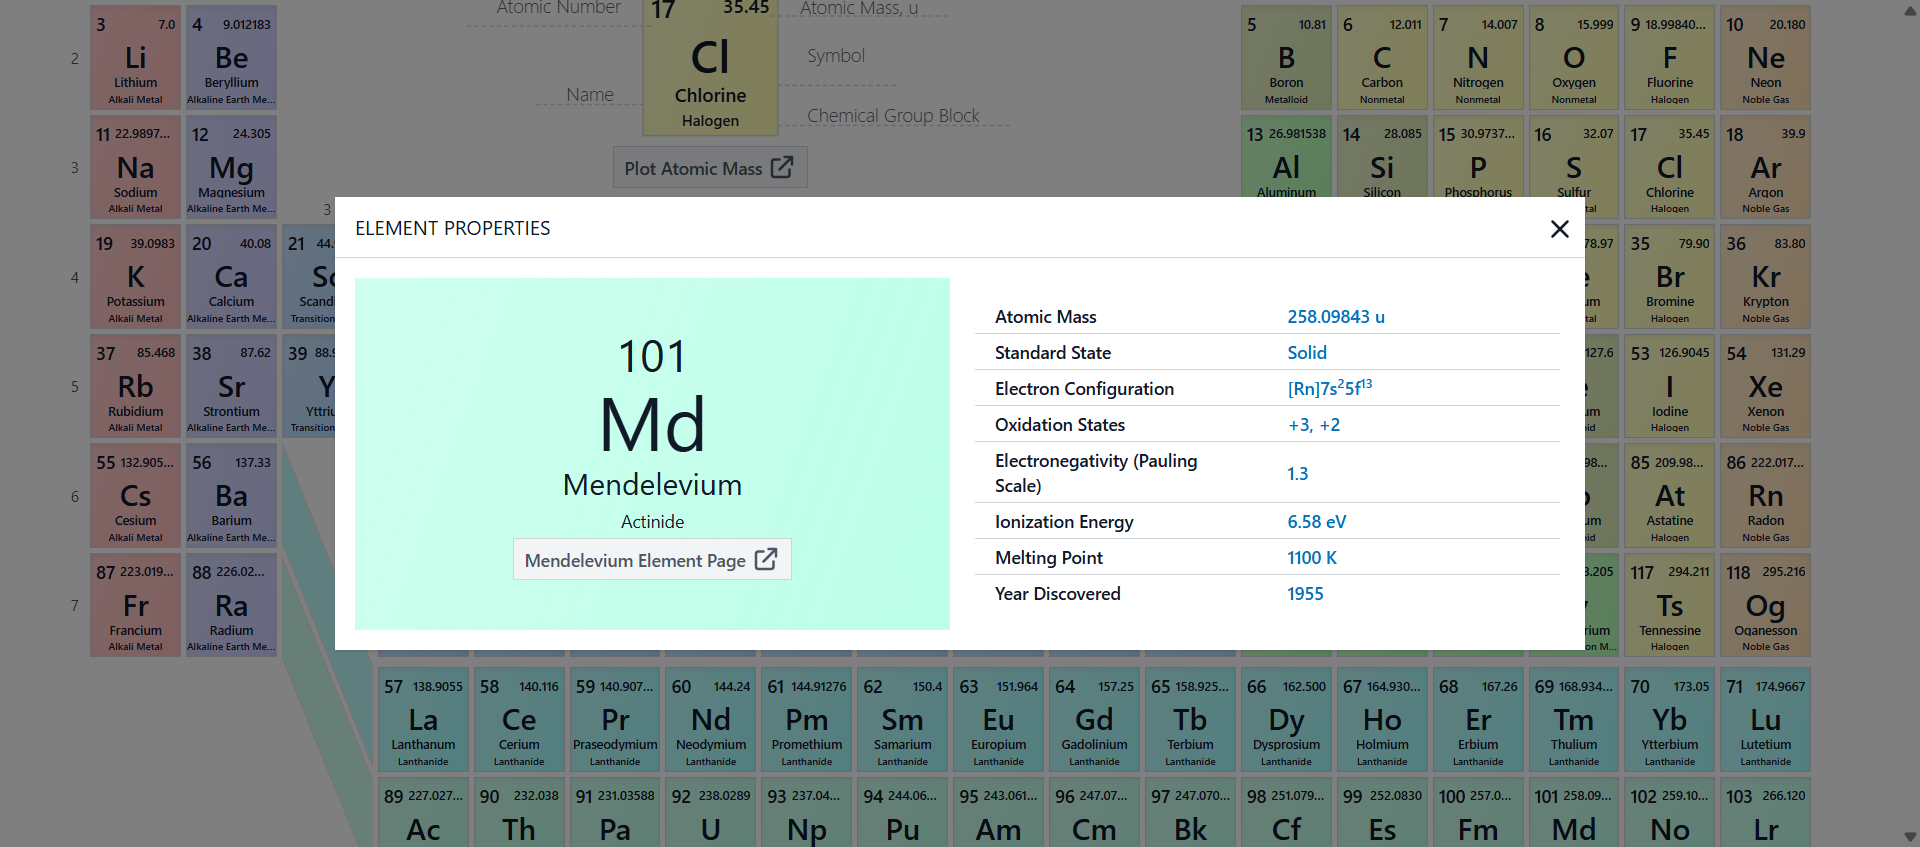 Atomic Number
17 35.45
Atomic Mass, u
Cl
Symbol
Name
Chlorine
Halogen
Chemical Group Block
Plot Atomic Mass
2
3 7.0
Li
Lithium
Alkali Metal
4 9.012183
Be
Beryllium
Alkaline Earth Me...
5 10.81
B
Boron
Metalloid
6 12.011
C
Carbon
Nonmetal
7 14.007
N
Nitrogen
Nonmetal
8 15.999
O
Oxygen
Nonmetal
9 18.99840...
F
Fluorine
Halogen
10 20.180
Ne
Neon
Noble Gas
3
11 22.9897...
Na
Sodium
Alkali Metal
12 24.305
Mg
Magnesium
Alkaline Earth Me...
3
13 26.981538
Al
Aluminum
14 28.085
Si
Silicon
15 30.9737...
P
Phosphorus
16 32.07
S
Sulfur
tal
17 35.45
Cl
Chlorine
Halogen
18 39.9
Ar
Argon
Noble Gas
4
19 39.0983
K
Potassium
Alkali Metal
20 40.08
Ca
Calcium
Alkaline Earth Me...
21 44.
Sc
Scandi
Transition
78.97
um
tal
35 79.90
Br
Bromine
Halogen
36 83.80
Kr
Krypton
Noble Gas
5
37 85.468
Rb
Rubidium
Alkali Metal
38 87.62
Sr
Strontium
Alkaline Earth Me...
39 88.9
Y
Yttriu
Transition
127.6
um
id
53 126.9045
I
Iodine
Halogen
54 131.29
Xe
Xenon
Noble Gas
6
55 132.905...
Cs
Cesium
Alkali Metal
56 137.33
Ba
Barium
Alkaline Earth Me...
98...
um
id
85 209.98...
At
Astatine
Halogen
86 222.017...
Rn
Radon
Noble Gas
7
87 223.019...
Fr
Francium
Alkali Metal
88 226.02...
Ra
Radium
Alkaline Earth Me...
3.205
rium
on M...
117 294.211
Ts
Tennessine
Halogen
118 295.216
Og
Oganesson
Noble Gas
ELEMENT PROPERTIES
101
Md
Mendelevium
Actinide
Mendelevium Element Page
Atomic Mass 258.09843 u
Standard State Solid
Electron Configuration [Rn]7s²5f¹³
Oxidation States +3, +2
Electronegativity (Pauling
Scale) 1.3
Ionization Energy 6.58 eV
Melting Point 1100 K
Year Discovered 1955
57 138.9055
La
Lanthanum
Lanthanide
58 140.116
Ce
Cerium
Lanthanide
59 140.907...
Pr
Praseodymium
Lanthanide
60 144.24
Nd
Neodymium
Lanthanide
61 144.91276
Pm
Promethium
Lanthanide
62 150.4
Sm
Samarium
Lanthanide
63 151.964
Eu
Europium
Lanthanide
64 157.25
Gd
Gadolinium
Lanthanide
65 158.925...
Tb
Terbium
Lanthanide
66 162.500
Dy
Dysprosium
Lanthanide
67 164.930...
Ho
Holmium
Lanthanide
68 167.26
Er
Erbium
Lanthanide
69 168.934...
Tm
Thulium
Lanthanide
70 173.05
Yb
Ytterbium
Lanthanide
71 174.9667
Lu
Lutetium
Lanthanide
89 227.027...
Ac
90 232.038
Th
91 231.03588
Pa
92 238.0289
U
93 237.04...
Np
94 244.06...
Pu
95 243.061...
Am
96 247.07...
Cm
97 247.070...
Bk
98 251.079...
Cf
99 252.0830
Es
100 257.0...
Fm
101 258.09...
Md
102 259.10...
No
103 266.120
Lr